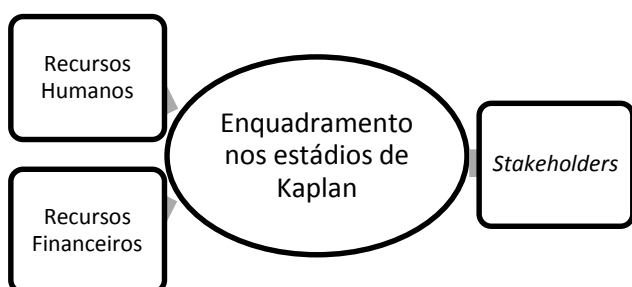 Recursos
Humanos
Enquadramento
nos estádios de
Kaplan
Stakeholders
Recursos
Financeiros